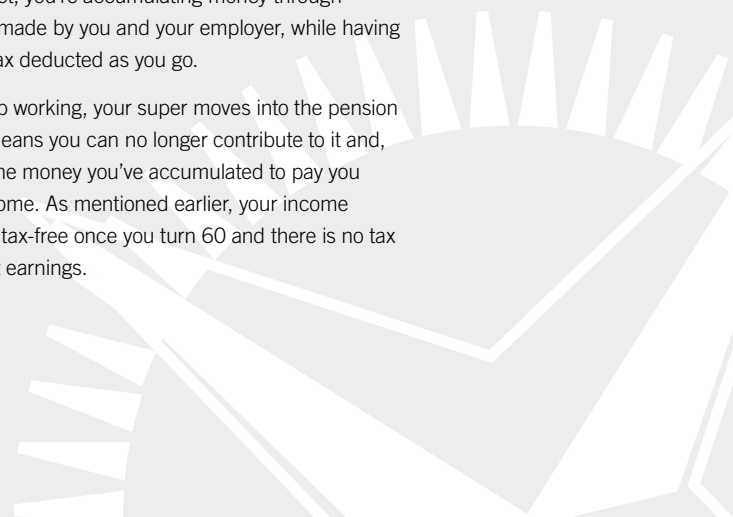 you're accumulating money through
made by you and your employer, while having
ax deducted as you go.
o working, your super moves into the pension
eans you can no longer contribute to it and,
he money you've accumulated to pay you
ome. As mentioned earlier, your income
tax-free once you turn 60 and there is no tax
earnings.